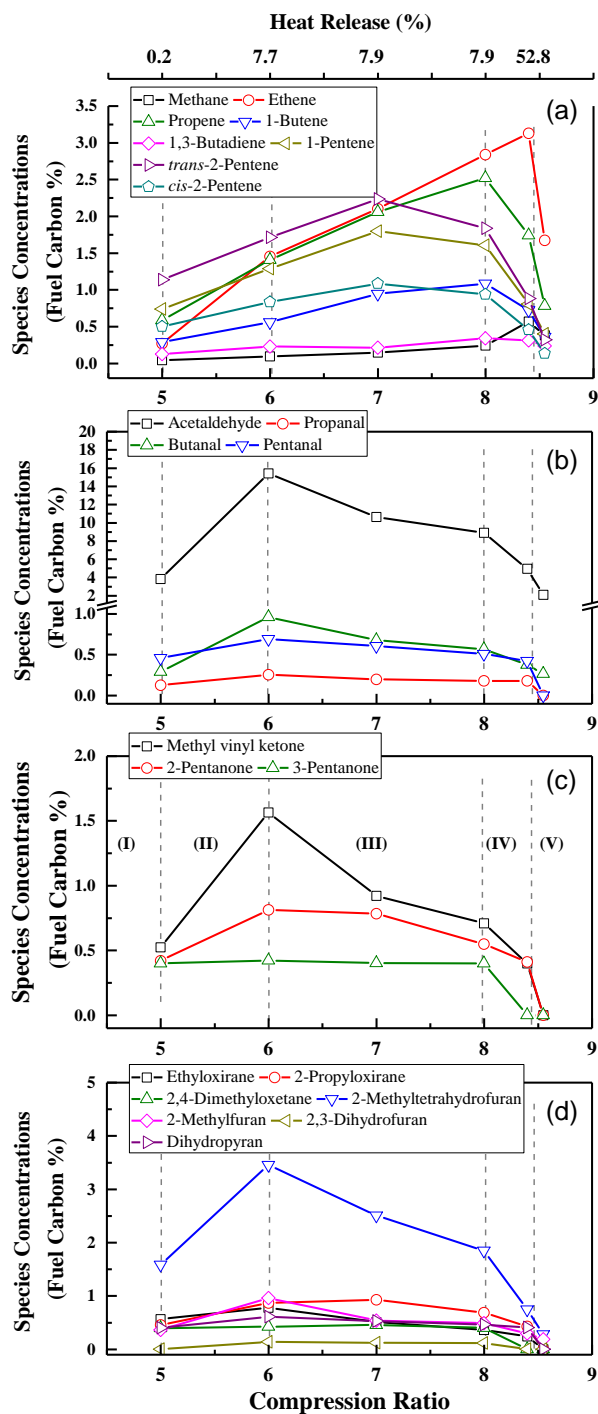 Heat Release (%)
0.2 7.7 7.9 7.9 52.8
Methane Ethene
Propene 1-Butene
1,3-Butadiene 1-Pentene
trans-2-Pentene
cis-2-Pentene
(a)
Species Concentrations
(Fuel Carbon %)
3.5
3.0
2.5
2.0
1.5
1.0
0.5
0.0
5 6 7 8 9
Acetaldehyde Propanal
Butanal Pentanal
(b)
Species Concentrations
(Fuel Carbon %)
20
18
16
14
12
10
8
6
4
2
1.0
0.5
0.0
5 6 7 8 9
Methyl vinyl ketone
2-Pentanone 3-Pentanone
(c)
Species Concentrations
(Fuel Carbon %)
2.0
1.5
1.0
0.5
0.0
(I) (II) (III) (IV) (V)
5 6 7 8 9
Ethyloxirane 2-Propyloxirane
2,4-Dimethyloxetane 2-Methyltetrahydrofuran
2-Methylfuran 2,3-Dihydrofuran
Dihydropyran
(d)
Species Concentrations
(Fuel Carbon %)
5
4
3
2
1
0
5 6 7 8 9
Compression Ratio